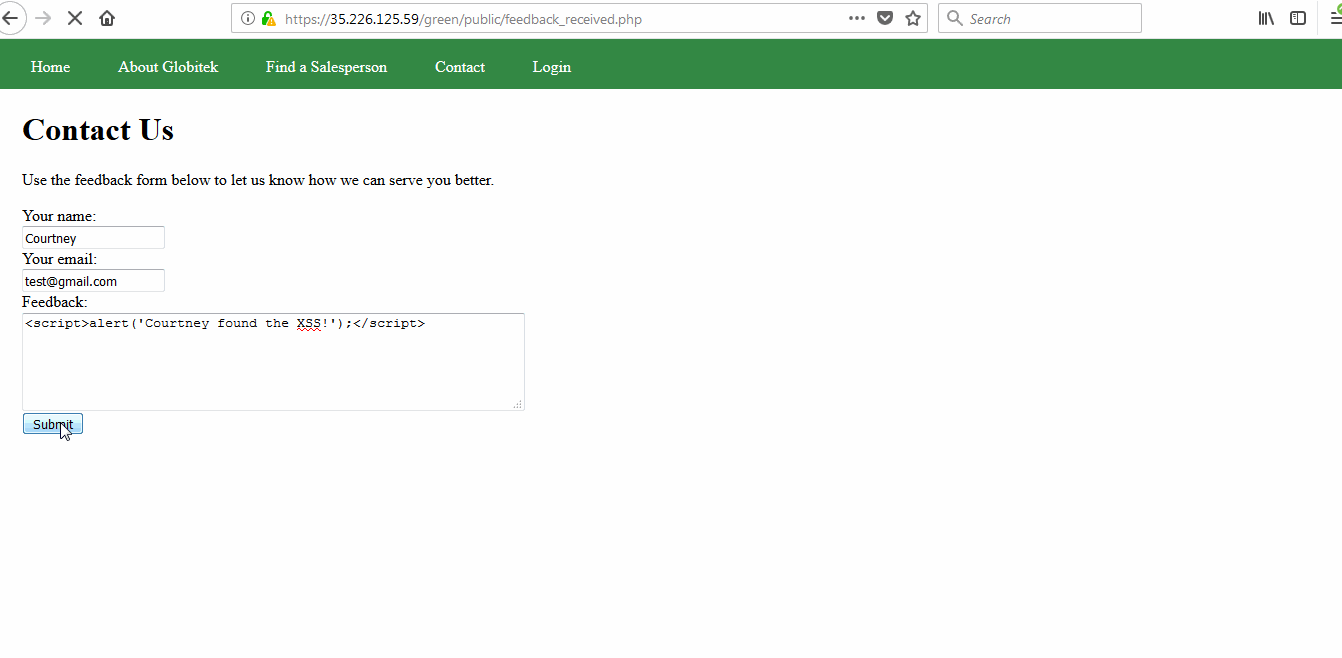 https://35.226.125.59/green/public/feedback_received.php
Search
Home About Globitek Find a Salesperson Contact Login
Contact Us
Use the feedback form below to let us know how we can serve you better.
Your name:
Courtney
Your email:
test@gmail.com
Feedback:
<script>alert('Courtney found the XSS!');</script>
Submit